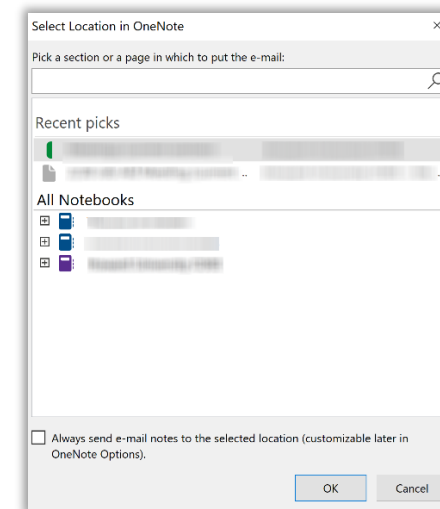 Select Location in OneNote
Pick a section or a page in which to put the e-mail:
Recent picks
All Notebooks
Always send e-mail notes to the selected location (customizable later in
OneNote Options).
OK Cancel